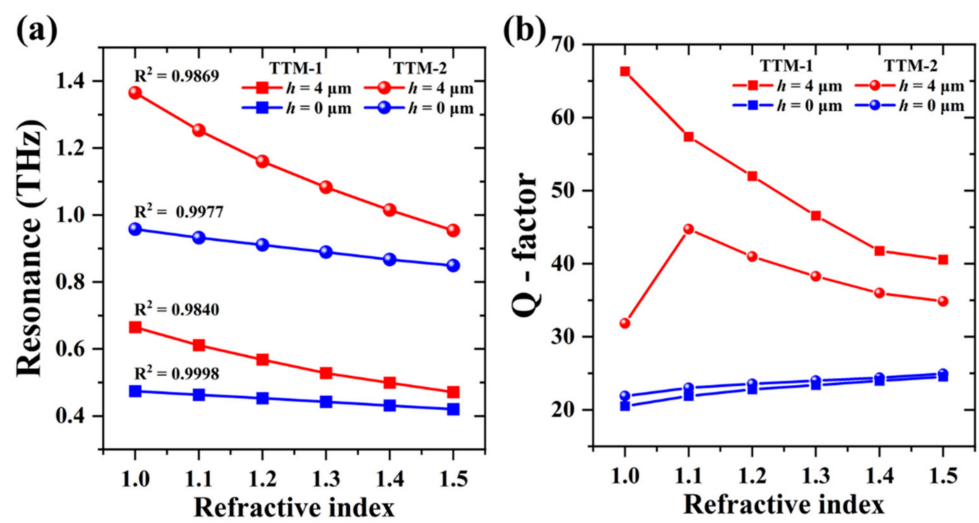 (a)
TTM-1 TTM-2
h = 4 μm h = 4 μm
h = 0 μm h = 0 μm
R² = 0.9869
R² = 0.9977
R² = 0.9840
R² = 0.9998
Resonance (THz)
1.4
1.2
1.0
0.8
0.6
0.4
1.0 1.1 1.2 1.3 1.4 1.5
Refractive index
(b)
TTM-1 TTM-2
h = 4 μm h = 4 μm
h = 0 μm h = 0 μm
Q - factor
70
60
50
40
30
20
1.0 1.1 1.2 1.3 1.4 1.5
Refractive index